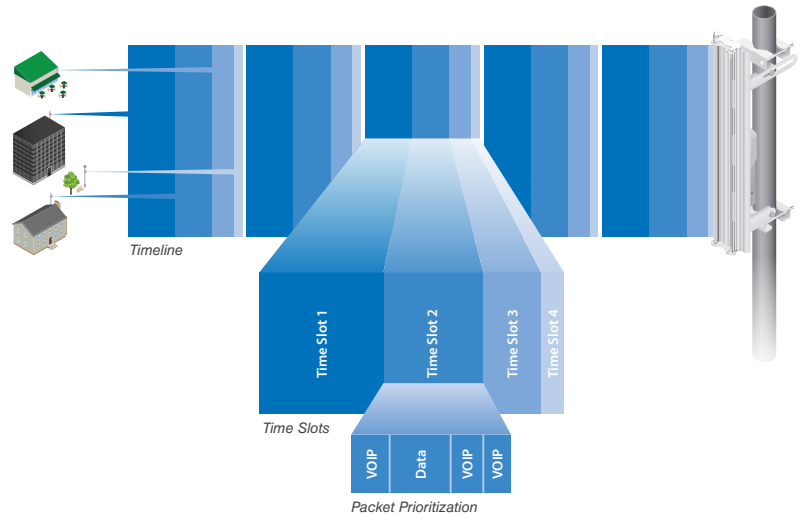 Timeline
Time Slot 1
Time Slot 2
Time Slot 3
Time Slot 4
Time Slots
VOIP
Data
VOIP
VOIP
Packet Prioritization